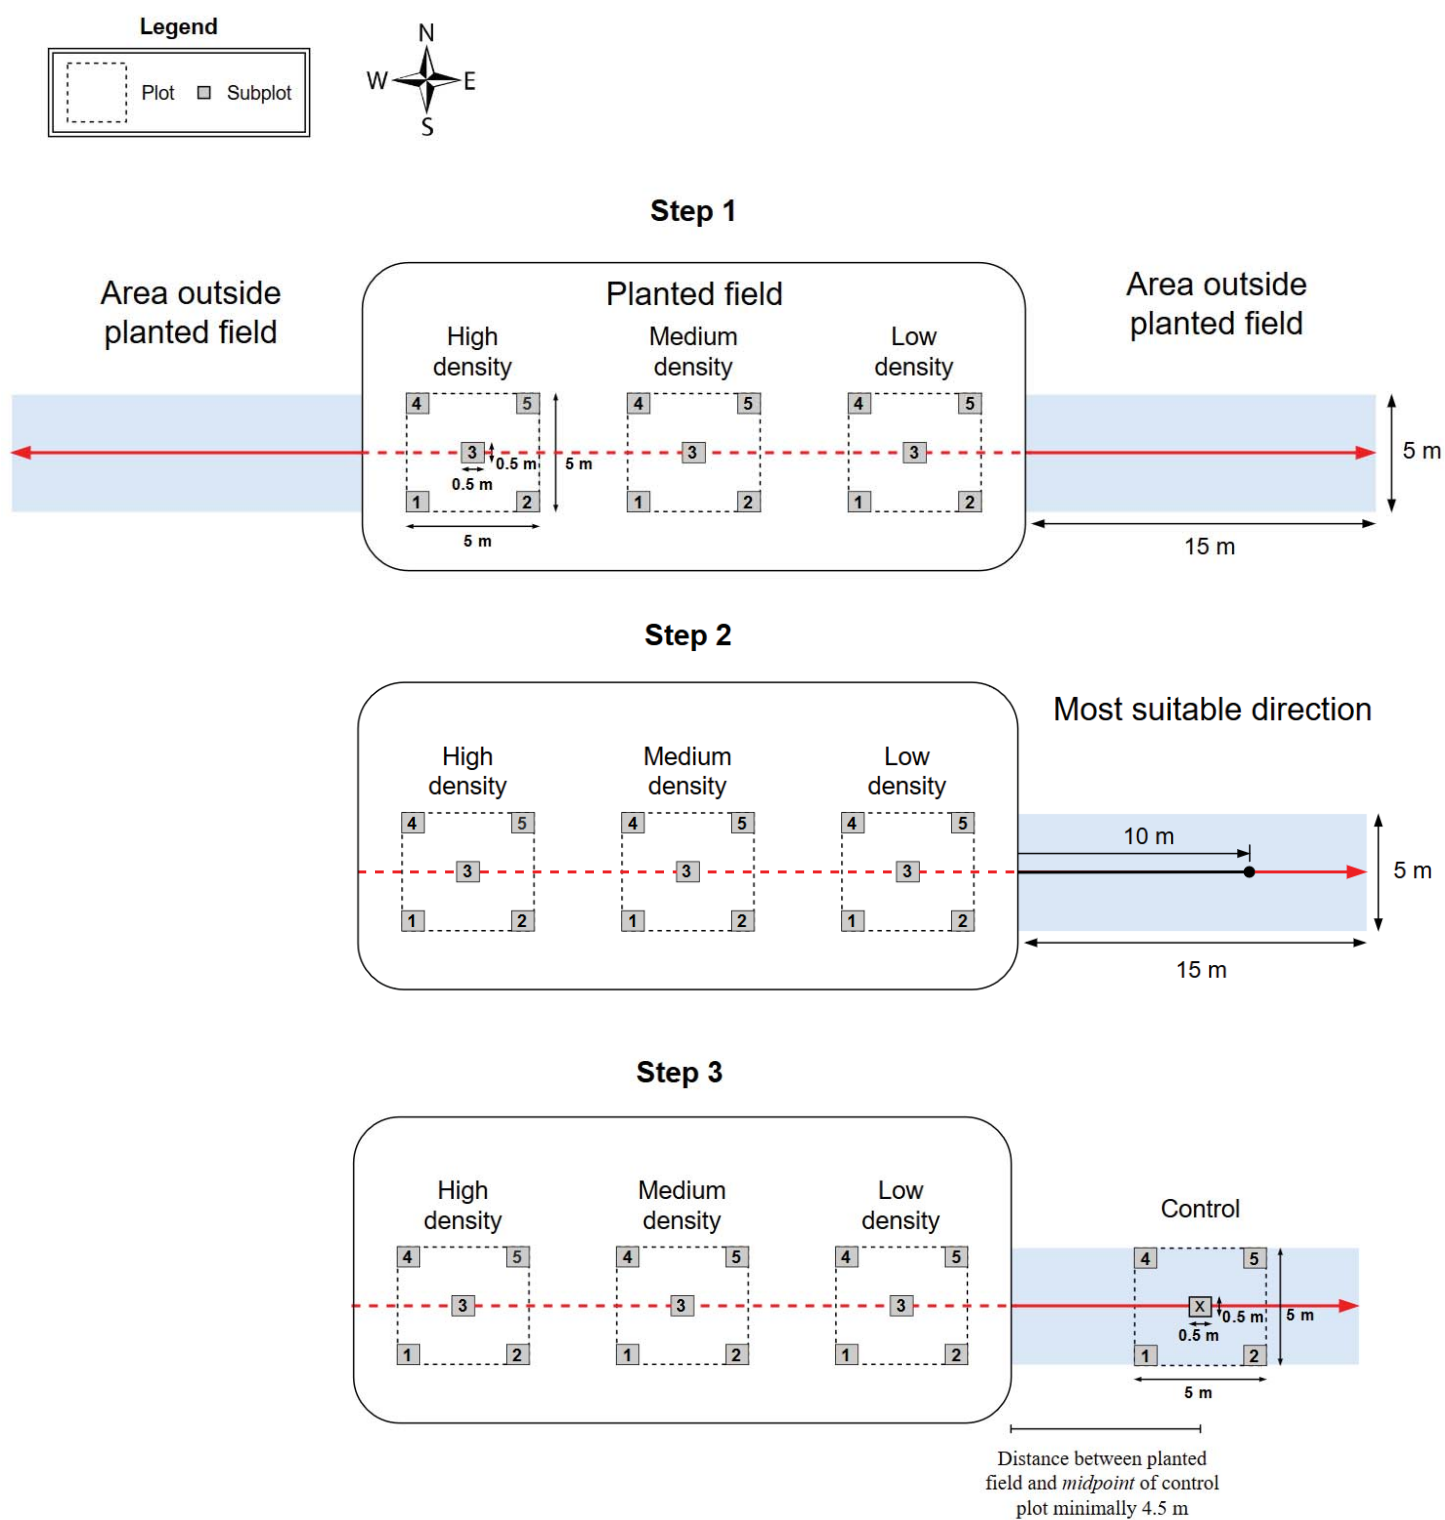 Legend
Plot
Subplot
N
W
E
S
Step 1
Area outside
planted field
Planted field
Area outside
planted field
High
density
Medium
density
Low
density
4
5
4
5
4
5
3
0.5 m
5 m
3
3
5 m
0.5 m
1
2
1
2
1
2
5 m
15 m
Step 2
Most suitable direction
High
density
Medium
density
Low
density
4
5
4
5
4
5
10 m
3
3
3
5 m
1
2
1
2
1
2
15 m
Step 3
High
density
Medium
density
Low
density
Control
4
5
4
5
4
5
4
5
3
3
3
X
0.5 m
5 m
0.5 m
1
2
1
2
1
2
1
2
5 m
Distance between planted
field and midpoint of control
plot minimally 4.5 m